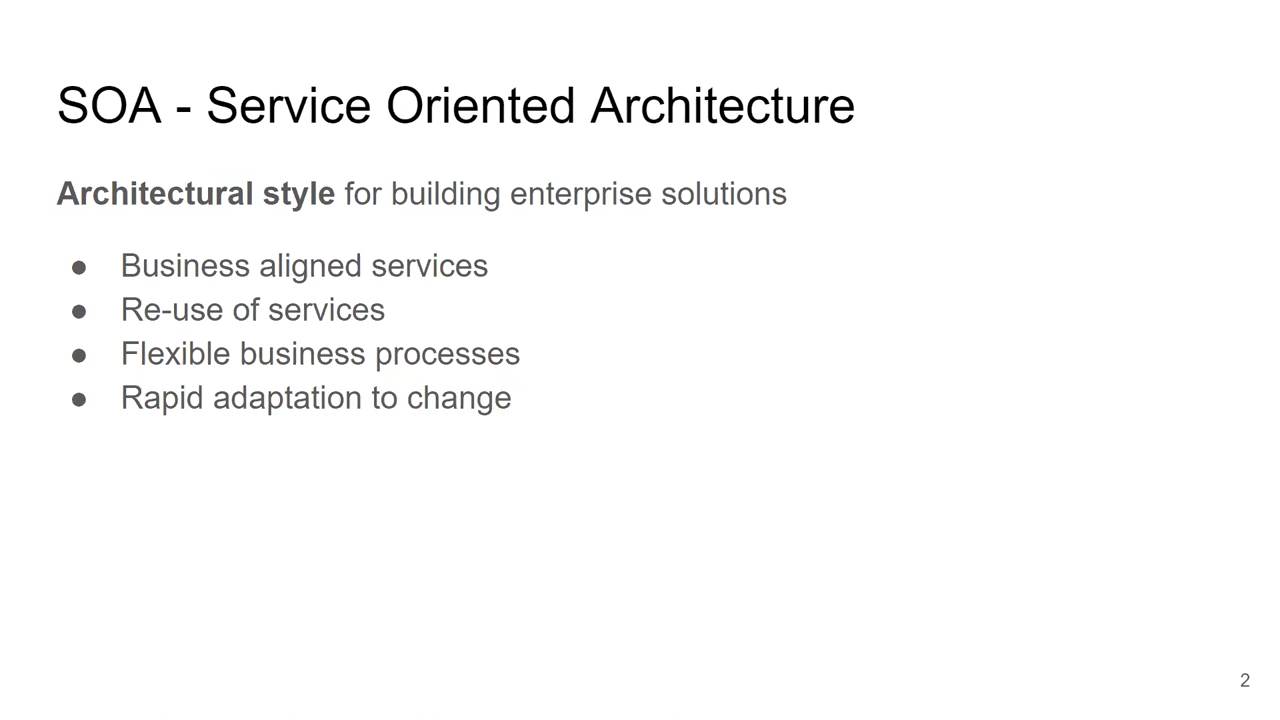 SOA - Service Oriented Architecture
Architectural style for building enterprise solutions
● Business aligned services
● Re-use of services
● Flexible business processes
● Rapid adaptation to change
2